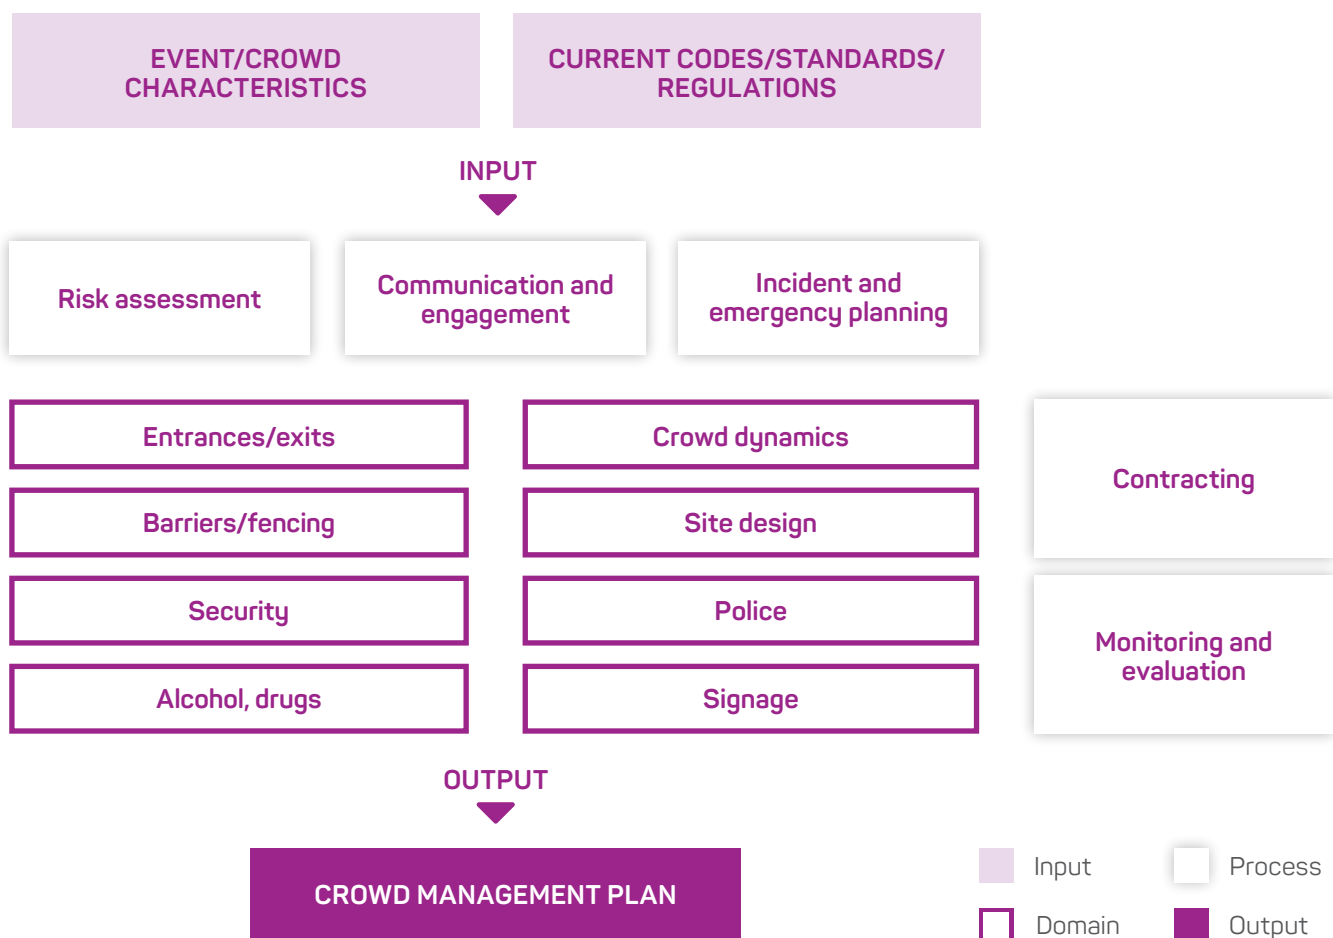 EVENT/CROWD
CHARACTERISTICS
CURRENT CODES/STANDARDS/
REGULATIONS
INPUT
Risk assessment
Communication and
engagement
Incident and
emergency planning
Entrances/exits
Crowd dynamics
Barriers/fencing
Site design
Contracting
Security
Police
Monitoring and
evaluation
Alcohol, drugs
Signage
OUTPUT
CROWD MANAGEMENT PLAN
Input
Process
Domain
Output